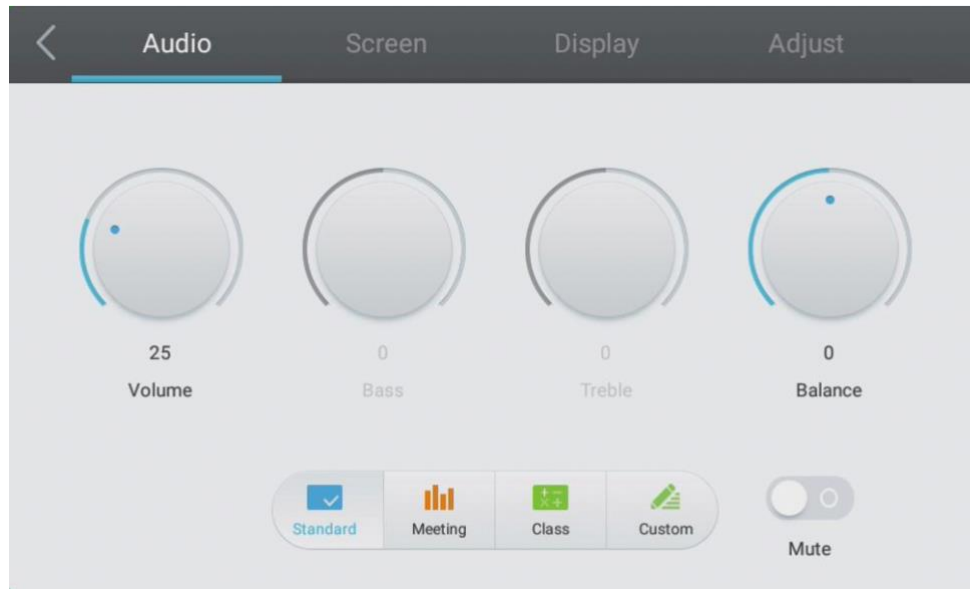 Audio Screen Display Adjust
25 0 0 0
Volume Bass Treble Balance
Standard Meeting Class Custom
Mute